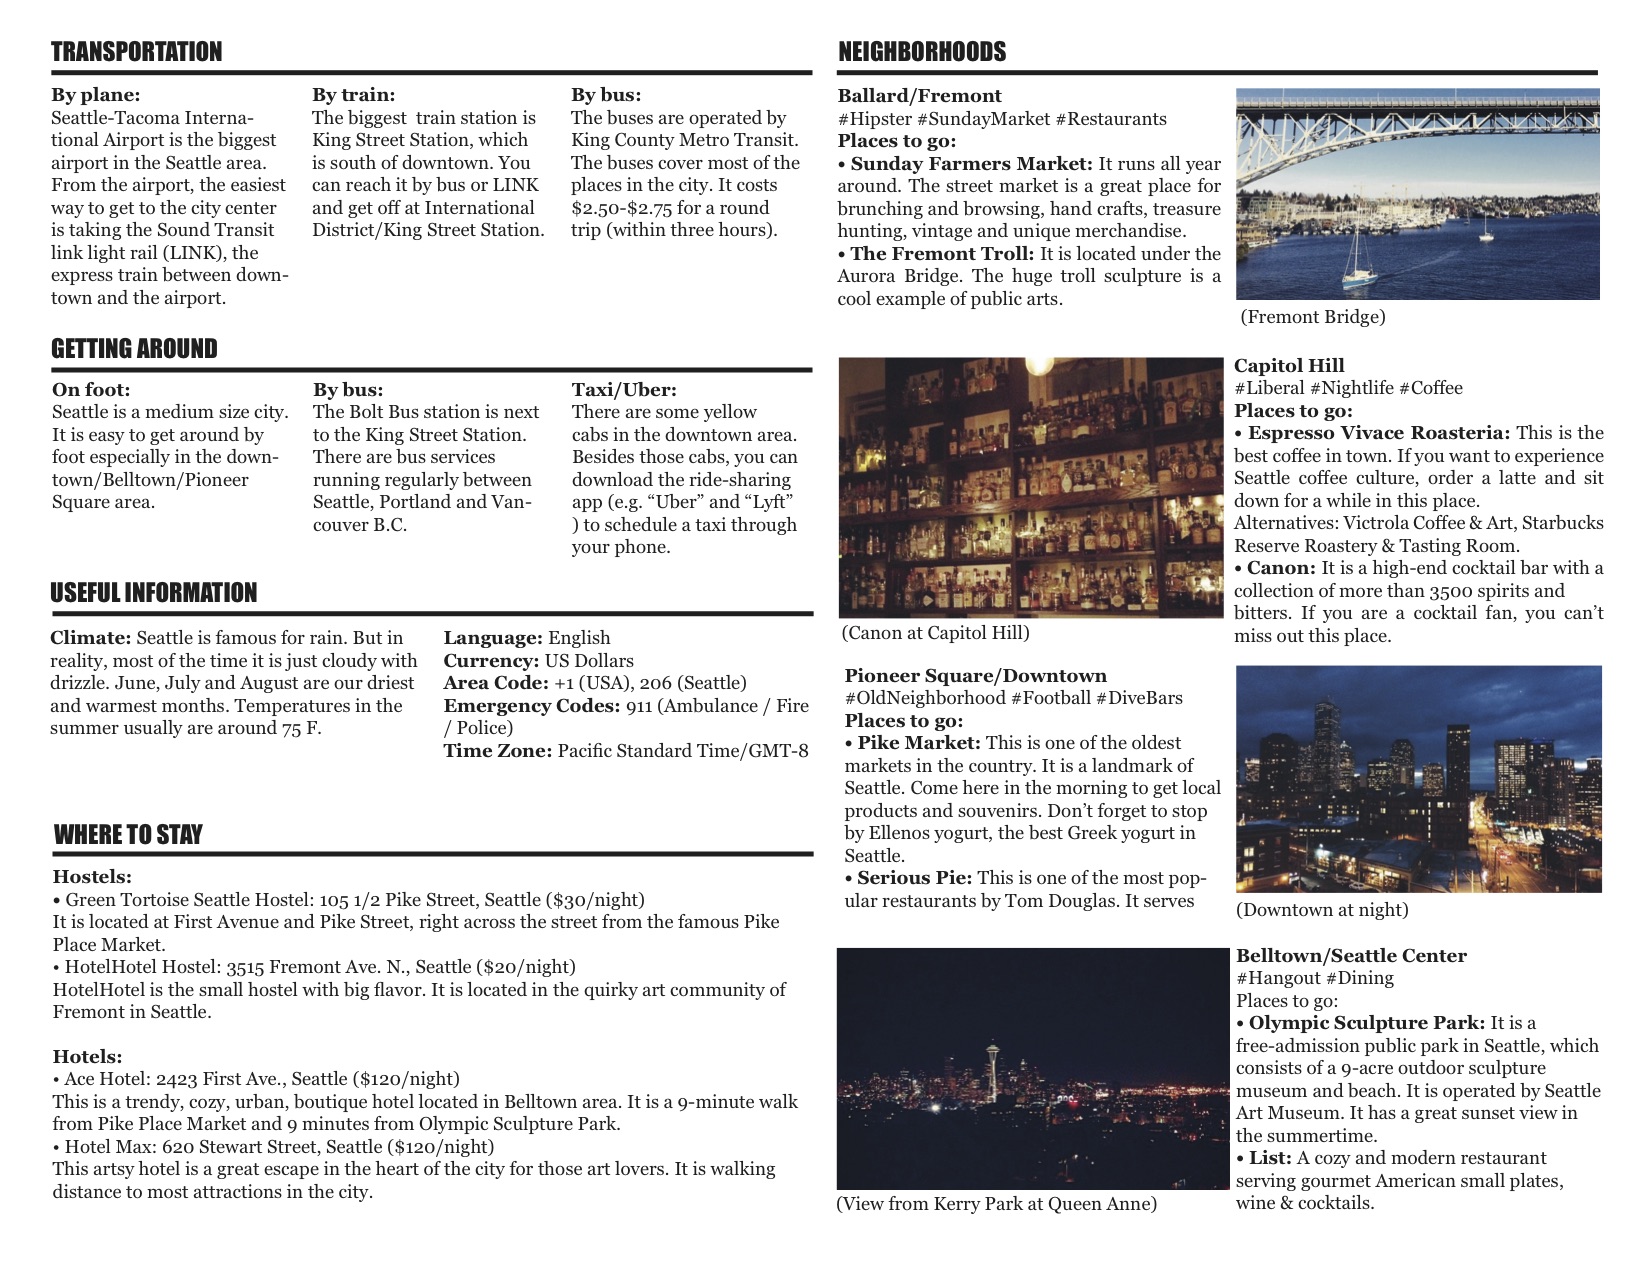 TRANSPORTATION
By plane:
Seattle-Tacoma Interna-
tional Airport is the biggest
airport in the Seattle area.
From the airport, the easiest
way to get to the city center
is taking the Sound Transit
link light rail (LINK), the
express train between down-
town and the airport.
By train:
The biggest  train station is
King Street Station, which
is south of downtown. You
can reach it by bus or LINK
and get off at International
District/King Street Station.
By bus:
The buses are operated by
King County Metro Transit.
The buses cover most of the
places in the city. It costs
$2.50-$2.75 for a round
trip (within three hours).
GETTING AROUND
On foot:
Seattle is a medium size city.
It is easy to get around by
foot especially in the down-
town/Belltown/Pioneer
Square area.
By bus:
The Bolt Bus station is next
to the King Street Station.
There are bus services
running regularly between
Seattle, Portland and Van-
couver B.C.
Taxi/Uber:
There are some yellow
cabs in the downtown area.
Besides those cabs, you can
download the ride-sharing
app (e.g. “Uber” and “Lyft”
) to schedule a taxi through
your phone.
USEFUL INFORMATION
Climate: Seattle is famous for rain. But in
reality, most of the time it is just cloudy with
drizzle. June, July and August are our driest
and warmest months. Temperatures in the
summer usually are around 75 F.
Language: English
Currency: US Dollars
Area Code: +1 (USA), 206 (Seattle)
Emergency Codes: 911 (Ambulance / Fire
/ Police)
Time Zone: Pacific Standard Time/GMT-8
WHERE TO STAY
Hostels:
• Green Tortoise Seattle Hostel: 105 1/2 Pike Street, Seattle ($30/night)
It is located at First Avenue and Pike Street, right across the street from the famous Pike
Place Market.
• HotelHotel Hostel: 3515 Fremont Ave. N., Seattle ($20/night)
HotelHotel is the small hostel with big flavor. It is located in the quirky art community of
Fremont in Seattle.
Hotels:
• Ace Hotel: 2423 First Ave., Seattle ($120/night)
This is a trendy, cozy, urban, boutique hotel located in Belltown area. It is a 9-minute walk
from Pike Place Market and 9 minutes from Olympic Sculpture Park.
• Hotel Max: 620 Stewart Street, Seattle ($120/night)
This artsy hotel is a great escape in the heart of the city for those art lovers. It is walking
distance to most attractions in the city.
NEIGHBORHOODS
Ballard/Fremont
#Hipster #SundayMarket #Restaurants
Places to go:
• Sunday Farmers Market: It runs all year
around. The street market is a great place for
brunching and browsing, hand crafts, treasure
hunting, vintage and unique merchandise.
• The Fremont Troll: It is located under the
Aurora Bridge. The huge troll sculpture is a
cool example of public arts.
(Fremont Bridge)
(Canon at Capitol Hill)
Capitol Hill
#Liberal #Nightlife #Coffee
Places to go:
• Espresso Vivace Roasteria: This is the
best coffee in town. If you want to experience
Seattle coffee culture, order a latte and sit
down for a while in this place.
Alternatives: Victrola Coffee & Art, Starbucks
Reserve Roastery & Tasting Room.
• Canon: It is a high-end cocktail bar with a
collection of more than 3500 spirits and
bitters. If you are a cocktail fan, you can’t
miss out this place.
Pioneer Square/Downtown
#OldNeighborhood #Football #DiveBars
Places to go:
• Pike Market: This is one of the oldest
markets in the country. It is a landmark of
Seattle. Come here in the morning to get local
products and souvenirs. Don’t forget to stop
by Ellenos yogurt, the best Greek yogurt in
Seattle.
• Serious Pie: This is one of the most pop-
ular restaurants by Tom Douglas. It serves
(Downtown at night)
(View from Kerry Park at Queen Anne)
Belltown/Seattle Center
#Hangout #Dining
Places to go:
• Olympic Sculpture Park: It is a
free-admission public park in Seattle, which
consists of a 9-acre outdoor sculpture
museum and beach. It is operated by Seattle
Art Museum. It has a great sunset view in
the summertime.
• List: A cozy and modern restaurant
serving gourmet American small plates,
wine & cocktails.